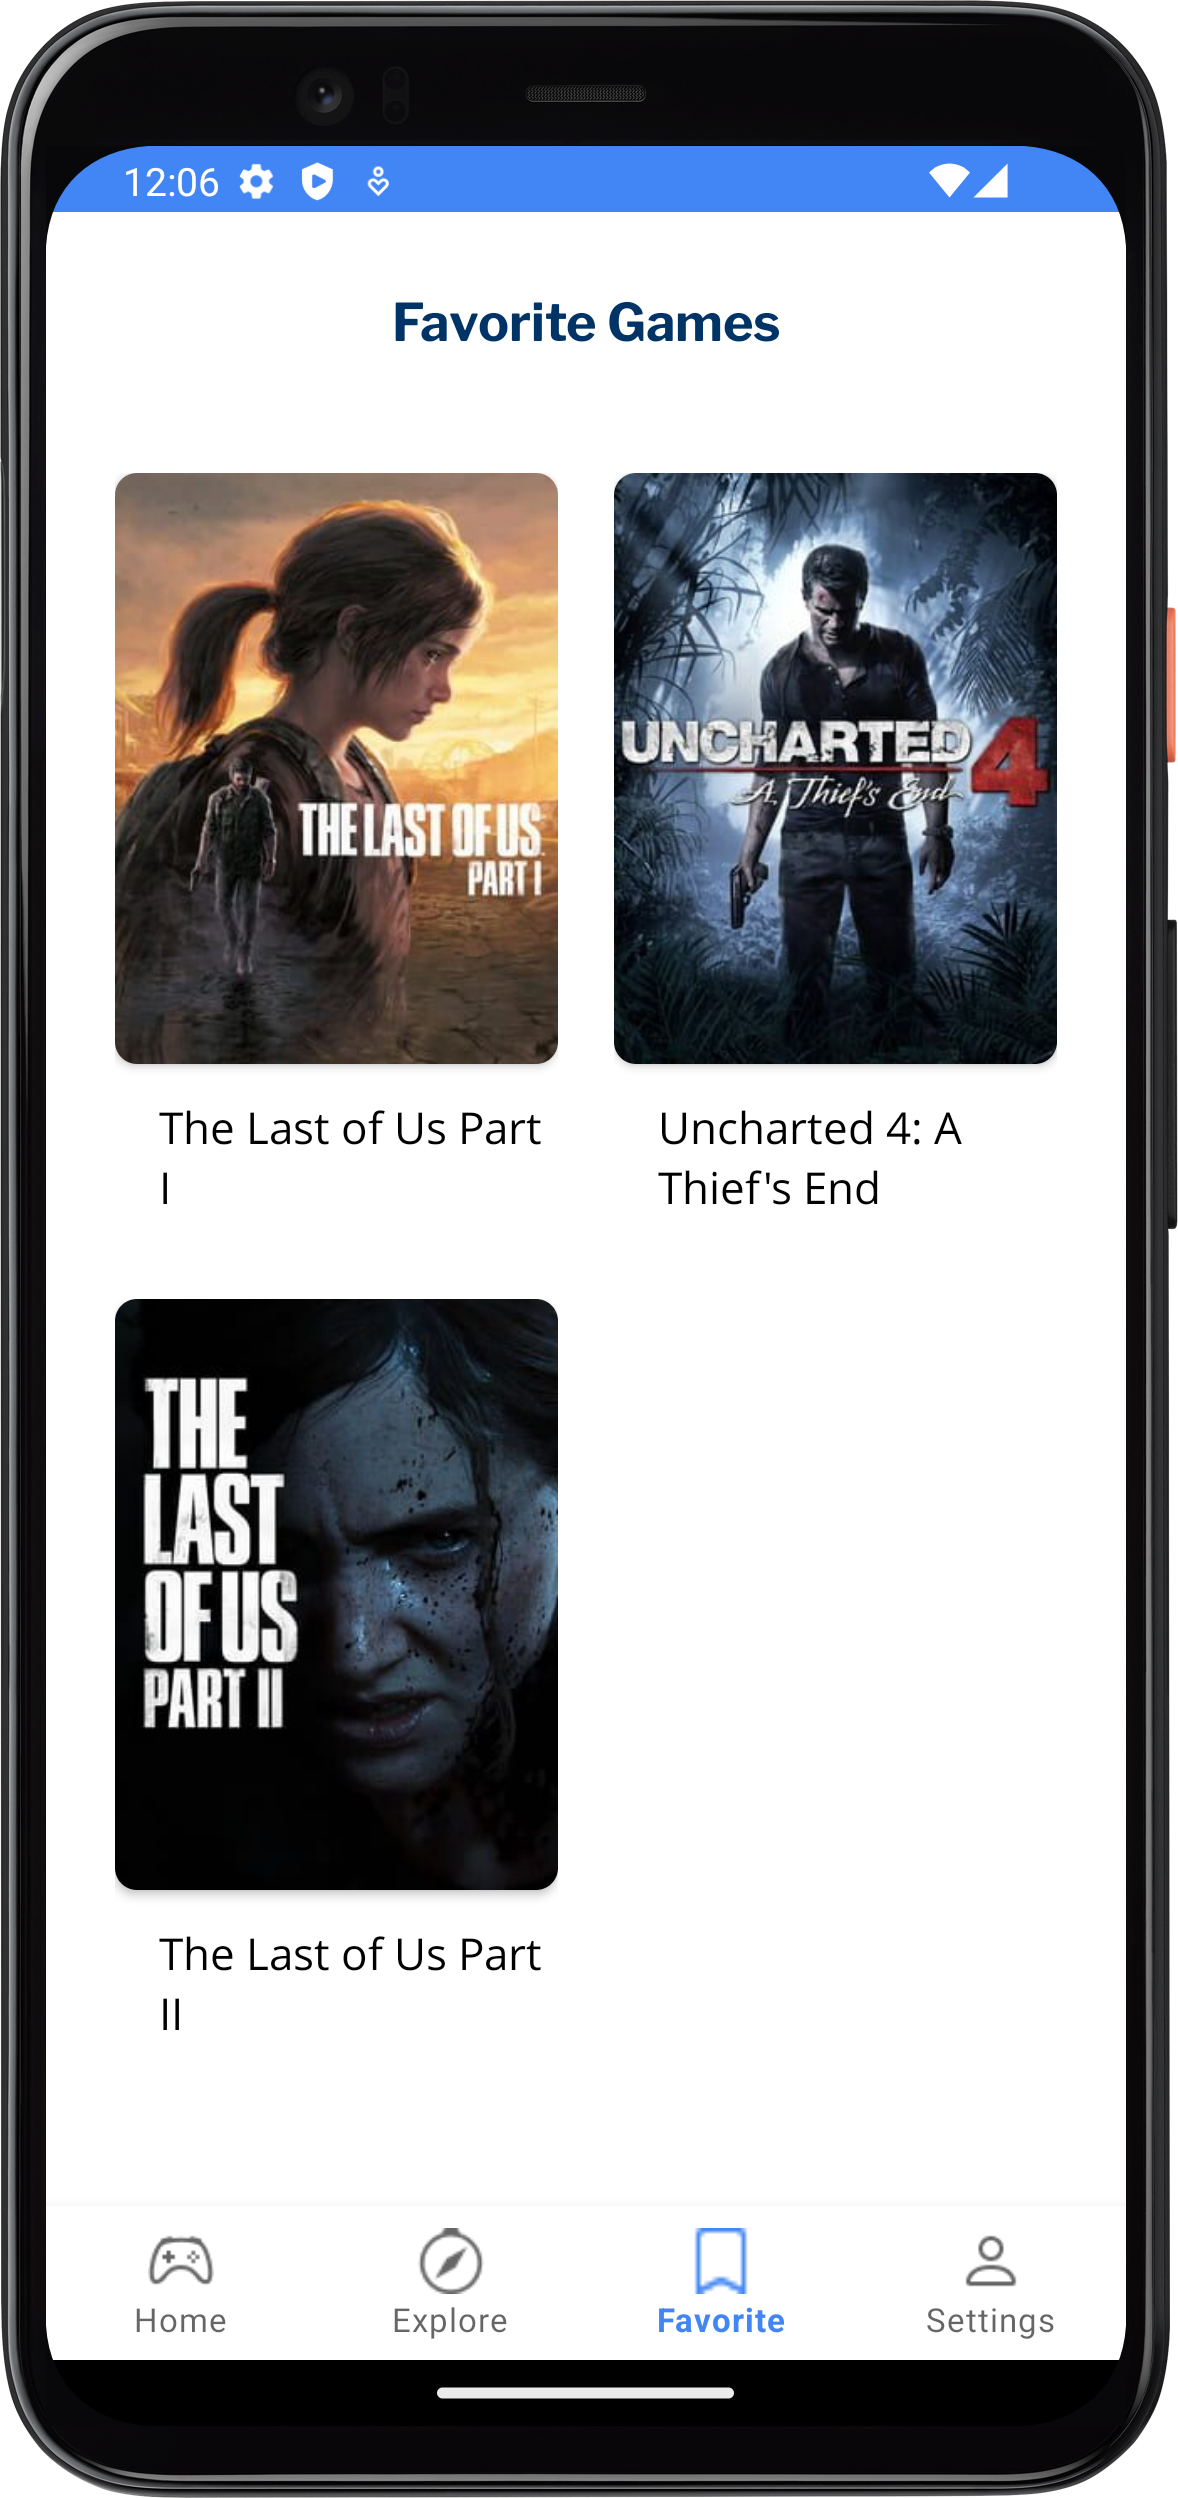 12:06
Favorite Games
THE LAST OF US
PART I
UNCHARTED 4
A Thief's End
The Last of Us Part
I
Uncharted 4: A
Thief's End
THE
LAST
OF US
PART II
The Last of Us Part
II
Home Explore Favorite Settings